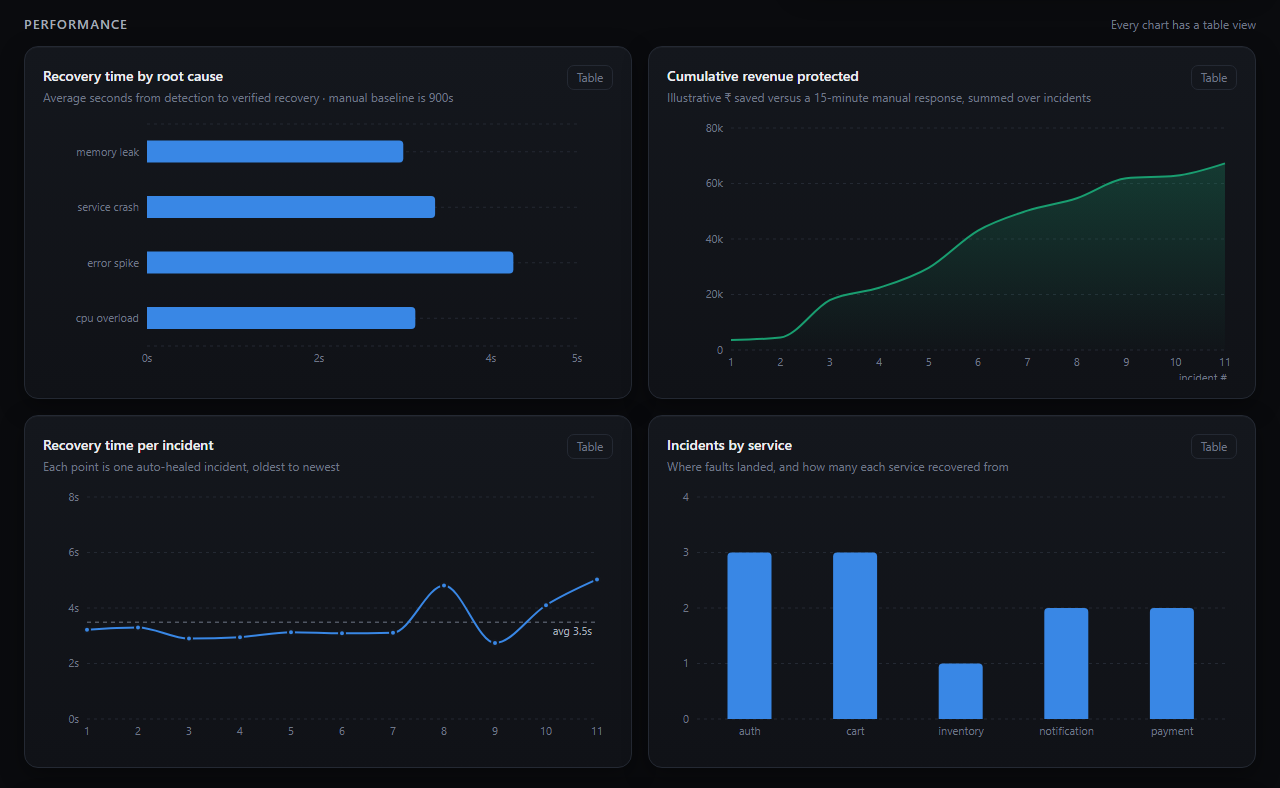 PERFORMANCE
Every chart has a table view
Recovery time by root cause
Table
Average seconds from detection to verified recovery · manual baseline is 900s
memory leak
service crash
error spike
cpu overload
0s 2s 4s 5s
Cumulative revenue protected
Table
Illustrative ₹ saved versus a 15-minute manual response, summed over incidents
80k
60k
40k
20k
0
1 2 3 4 5 6 7 8 9 10 11
incident #
Recovery time per incident
Table
Each point is one auto-healed incident, oldest to newest
8s
6s
4s
avg 3.5s
2s
0s
1 2 3 4 5 6 7 8 9 10 11
Incidents by service
Table
Where faults landed, and how many each service recovered from
4
3
2
1
0
auth cart inventory notification payment